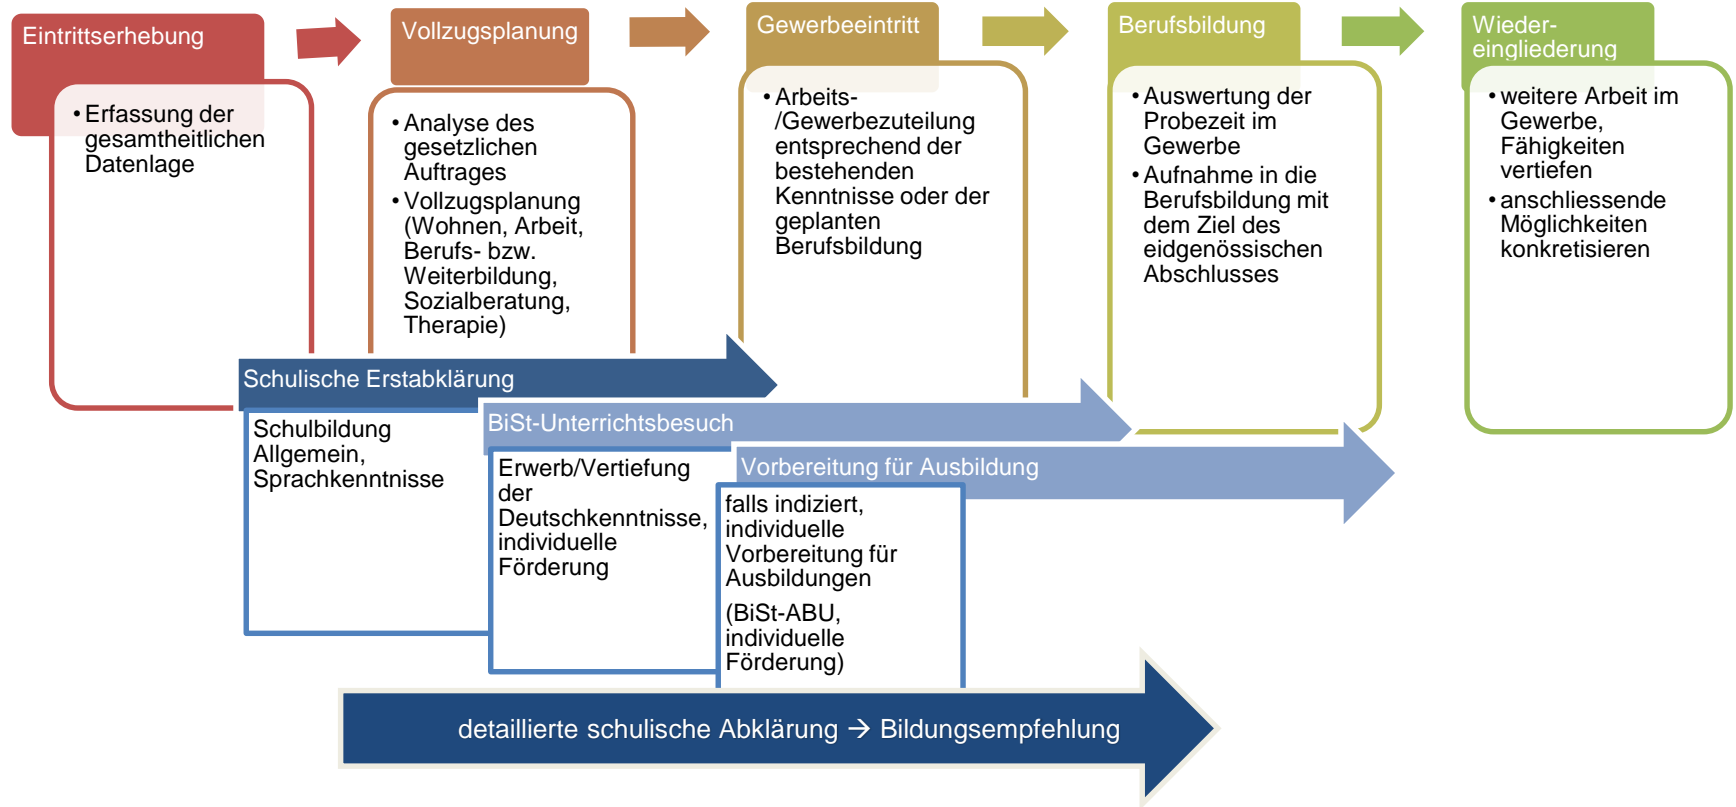 Eintrittserhebung
• Erfassung der
gesamtheitlichen
Datenlage
Vollzugsplanung
• Analyse des
gesetzlichen
Auftrages
• Vollzugsplanung
(Wohnen, Arbeit,
Berufs- bzw.
Weiterbildung,
Sozialberatung,
Therapie)
Gewerbeeintritt
• Arbeits-
/Gewerbezuteilung
entsprechend der
bestehenden
Kenntnisse oder der
geplanten
Berufsbildung
Berufsbildung
• Auswertung der
Probezeit im
Gewerbe
• Aufnahme in die
Berufsbildung mit
dem Ziel des
eidgenössischen
Abschlusses
Wieder-
eingliederung
• weitere Arbeit im
Gewerbe,
Fähigkeiten
vertiefen
• anschliessende
Möglichkeiten
konkretisieren
Schulische Erstabklärung
Schulbildung
Allgemein,
Sprachkenntnisse
BiSt-Unterrichtsbesuch
Erwerb/Vertiefung
der
Deutschkenntnisse,
individuelle
Förderung
Vorbereitung für Ausbildung
falls indiziert,
individuelle
Vorbereitung für
Ausbildungen
(BiSt-ABU,
individuelle
Förderung)
detaillierte schulische Abklärung → Bildungsempfehlung